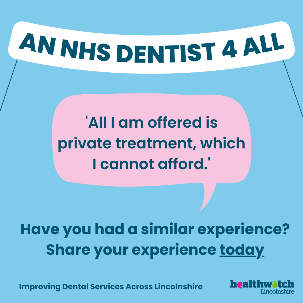 AN NHS DENTIST 4 ALL
'All I am offered is
private treatment, which
I cannot afford.'
Have you had a similar experience?
Share your experience today
Improving Dental Services Across Lincolnshire
healthwatch
Lincolnshire